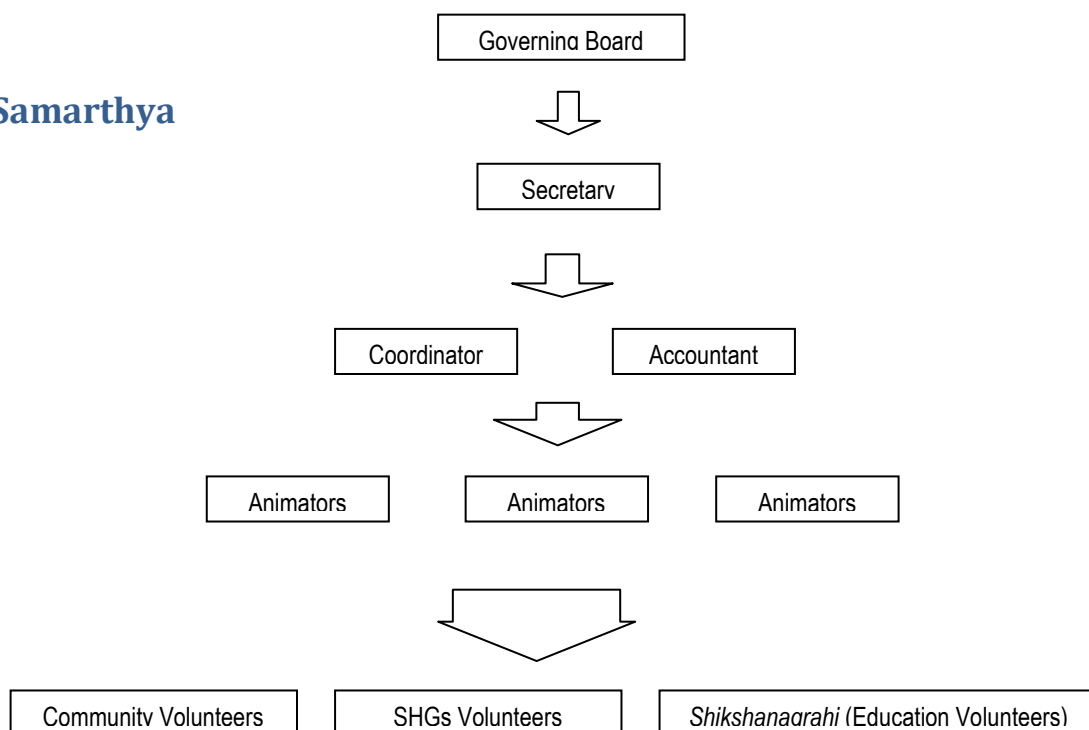 Governing Board
Samarthya
Secretary
Coordinator
Accountant
Animators
Animators
Animators
Community Volunteers
SHGs Volunteers
Shikshanagrahi (Education Volunteers)